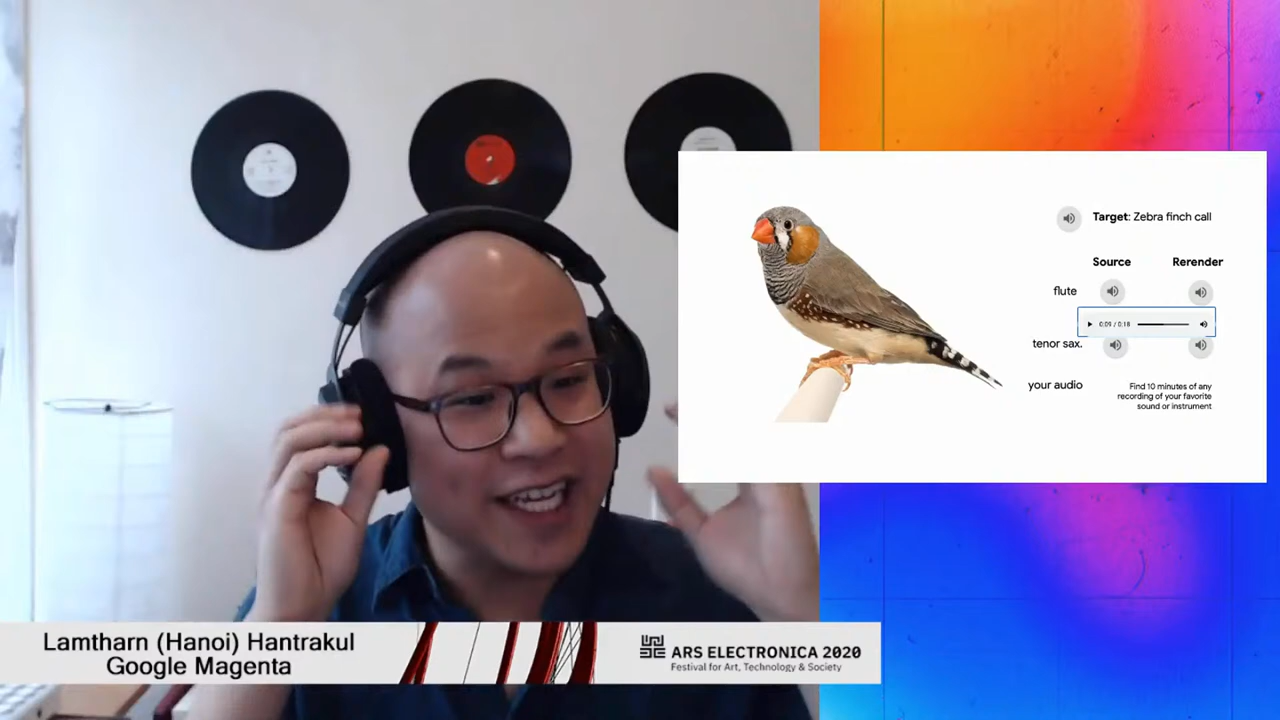 Target: Zebra finch call
Source Rerender
flute
0:09 / 0:18
tenor sax.
your audio
Find 10 minutes of any
recording of your favorite
sound or instrument
Lamtharn (Hanoi) Hantrakul
Google Magenta
ARS ELECTRONICA 2020
Festival for Art, Technology & Society